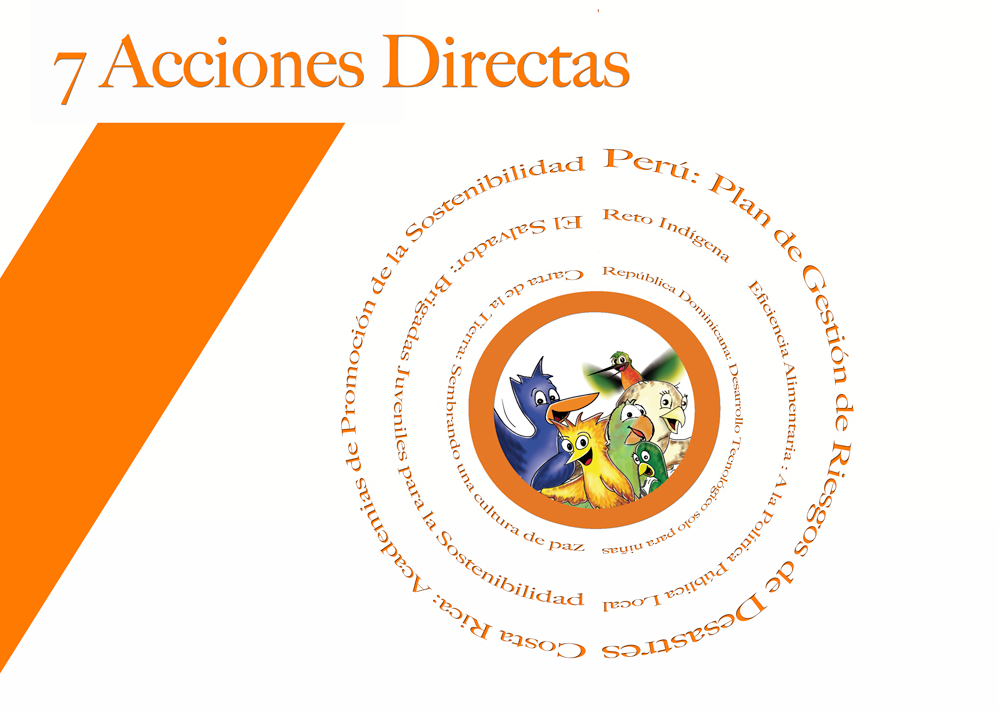 7 Acciones Directas
Perú: Plan de Gestión de Riesgos de Desastres
Costa Rica: Academias de Promoción de la Sostenibilidad
Reto Indígena
Eficiencia Alimentaria : A la Política Pública Local
El Salvador: Brigadas Juveniles para la Sostenibilidad
República Dominicana: Desarrollo Tecnológico solo para niñas
Carta de la Tierra: Sembrando una cultura de paz